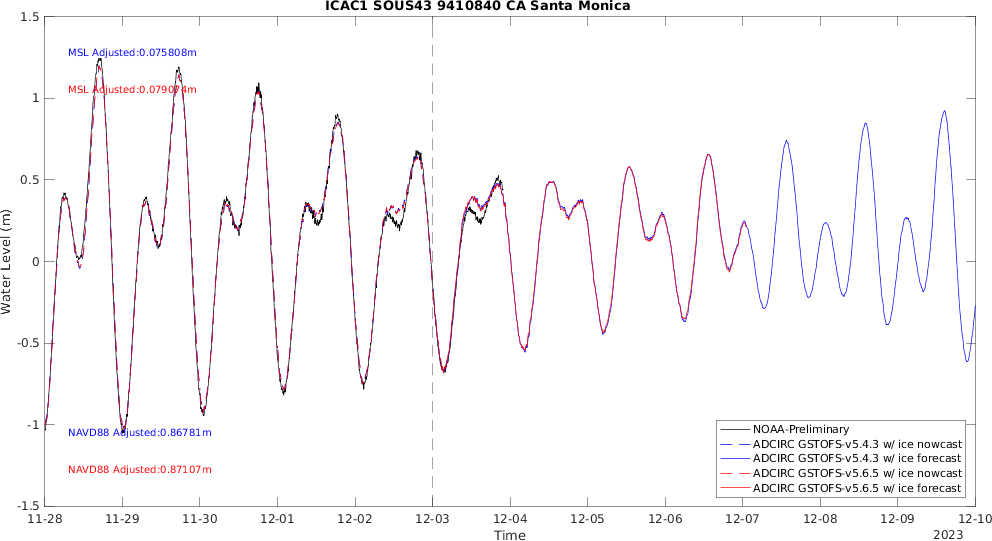 ICAC1 SOUS43 9410840 CA Santa Monica
1.5
MSL Adjusted:0.075808m
MSL Adjusted:0.079074m
1
0.5
0
-0.5
-1
-1.5
Water Level (m)
NAVD88 Adjusted:0.86781m
NAVD88 Adjusted:0.87107m
NOAA-Preliminary
ADCIRC GSTOFS-v5.4.3 w/ ice nowcast
ADCIRC GSTOFS-v5.4.3 w/ ice forecast
ADCIRC GSTOFS-v5.6.5 w/ ice nowcast
ADCIRC GSTOFS-v5.6.5 w/ ice forecast
11-28 11-29 11-30 12-01 12-02 12-03 12-04 12-05 12-06 12-07 12-08 12-09 12-10
Time
2023